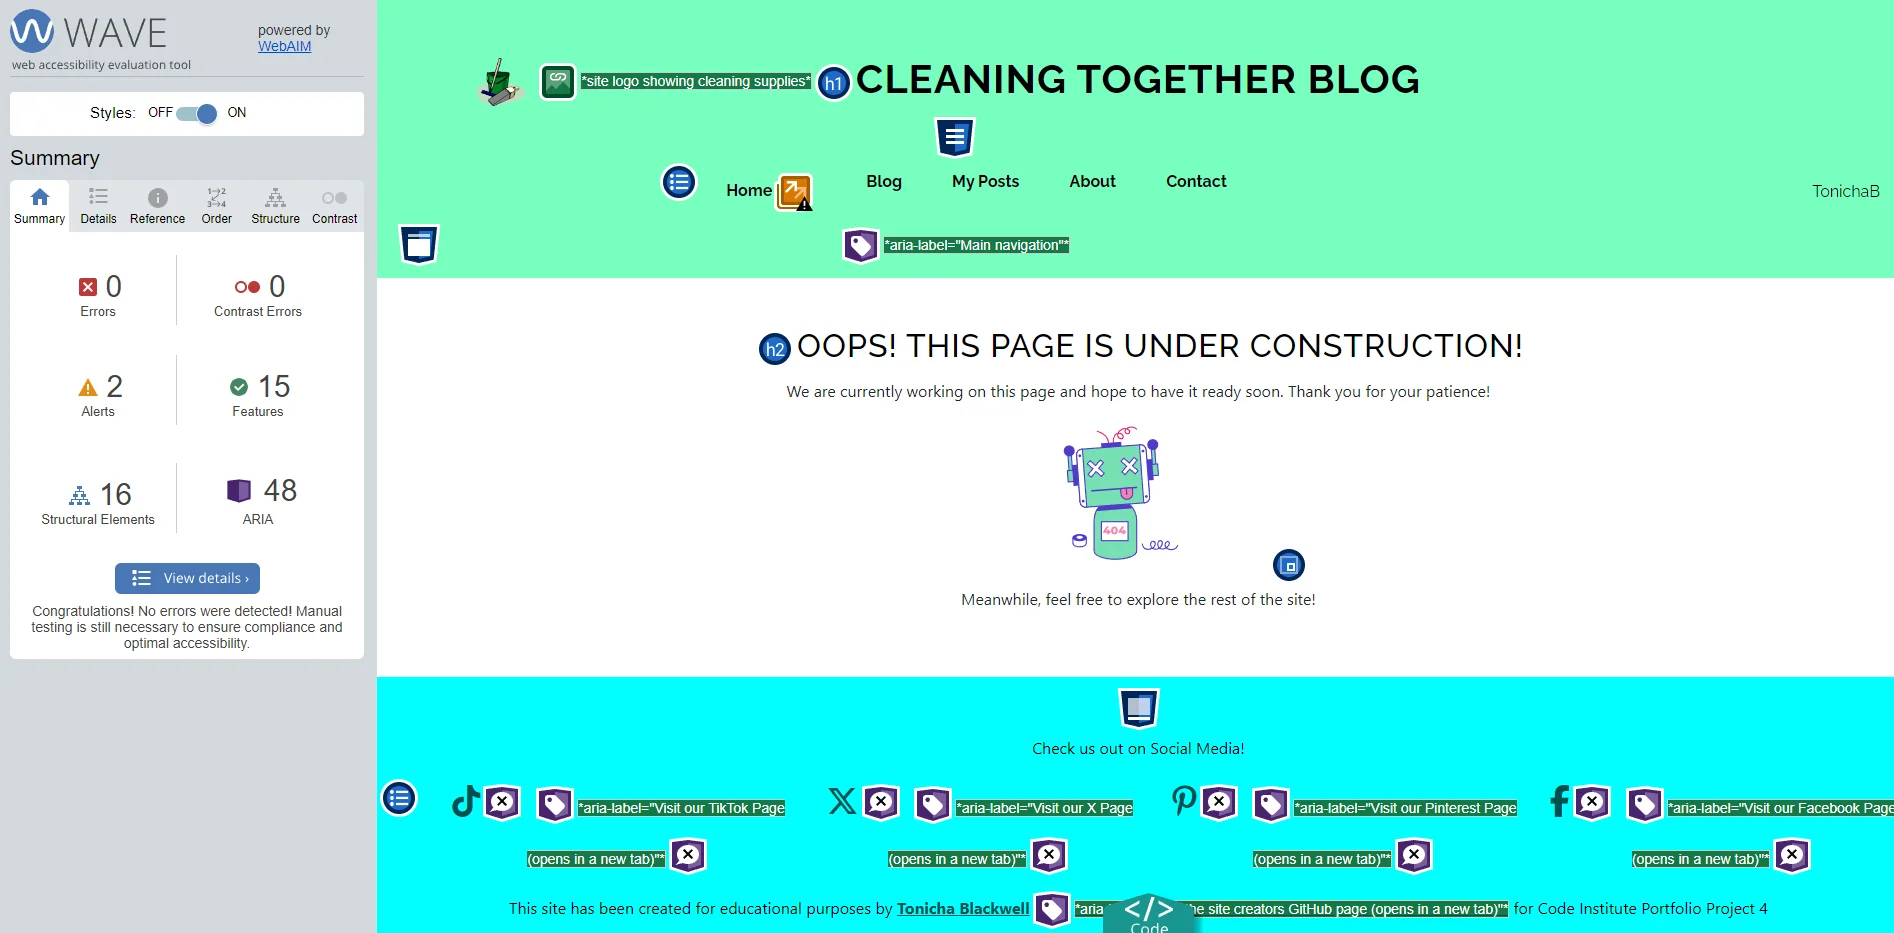 WAVE
powered by
WebAIM
web accessibility evaluation tool
Styles: OFF ON
Summary
Summary Details Reference Order Structure Contrast
0
Errors
0
Contrast Errors
2
Alerts
15
Features
16
Structural Elements
48
ARIA
View details ›
Congratulations! No errors were detected! Manual
testing is still necessary to ensure compliance and
optimal accessibility.
*site logo showing cleaning supplies* h1 CLEANING TOGETHER BLOG
Home Blog My Posts About Contact
TonichaB
*aria-label="Main navigation"*
h2 OOPS! THIS PAGE IS UNDER CONSTRUCTION!
We are currently working on this page and hope to have it ready soon. Thank you for your patience!
404
Meanwhile, feel free to explore the rest of the site!
Check us out on Social Media!
*aria-label="Visit our TikTok Page
(opens in a new tab)"*
*aria-label="Visit our X Page
(opens in a new tab)"*
*aria-label="Visit our Pinterest Page
(opens in a new tab)"*
*aria-label="Visit our Facebook Page
(opens in a new tab)"*
This site has been created for educational purposes by Tonicha Blackwell *aria- he site creators GitHub page (opens in a new tab)"* for Code Institute Portfolio Project 4
</>
Code